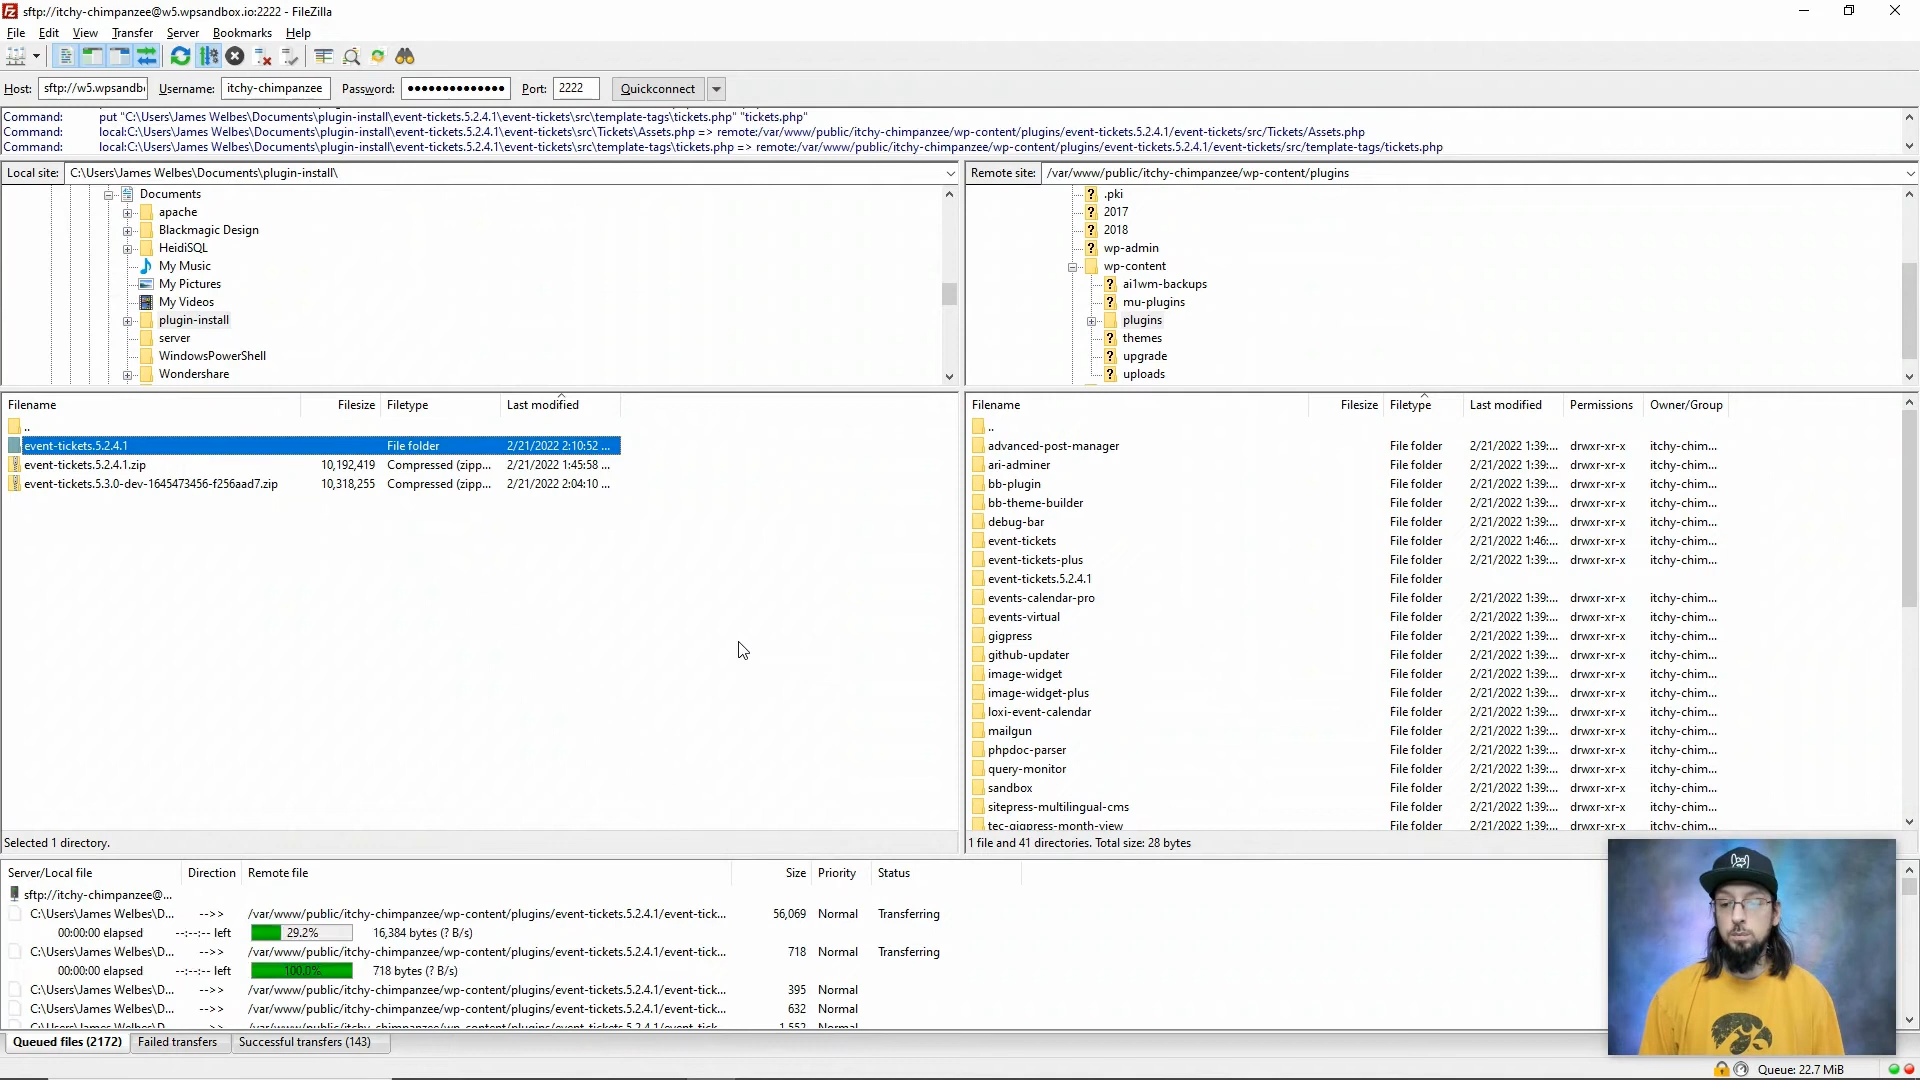 sftp://itchy-chimpanzee@w5.wpsandbox.io:2222 - FileZilla
File Edit View Transfer Server Bookmarks Help
Host: sftp://w5.wpsandb Username: itchy-chimpanzee Password: ●●●●●●●●●●●●●● Port: 2222 Quickconnect
Command: put "C:\Users\James Welbes\Documents\plugin-install\event-tickets.5.2.4.1\event-tickets\src\template-tags\tickets.php" "tickets.php"
Command: local:C:\Users\James Welbes\Documents\plugin-install\event-tickets.5.2.4.1\event-tickets\src\Tickets\Assets.php => remote:/var/www/public/itchy-chimpanzee/wp-content/plugins/event-tickets.5.2.4.1/event-tickets/src/Tickets/Assets.php
Command: local:C:\Users\James Welbes\Documents\plugin-install\event-tickets.5.2.4.1\event-tickets\src\template-tags\tickets.php => remote:/var/www/public/itchy-chimpanzee/wp-content/plugins/event-tickets.5.2.4.1/event-tickets/src/template-tags/tickets.php
Local site: C:\Users\James Welbes\Documents\plugin-install\
Documents
apache
Blackmagic Design
HeidiSQL
My Music
My Pictures
My Videos
plugin-install
server
WindowsPowerShell
Wondershare
Remote site: /var/www/public/itchy-chimpanzee/wp-content/plugins
? .pki
? 2017
? 2018
? wp-admin
wp-content
? ai1wm-backups
? mu-plugins
plugins
? themes
? upgrade
? uploads
Filename Filesize Filetype Last modified
..
event-tickets.5.2.4.1 File folder 2/21/2022 2:10:52 ...
event-tickets.5.2.4.1.zip 10,192,419 Compressed (zipp... 2/21/2022 1:45:58 ...
event-tickets.5.3.0-dev-1645473456-f256aad7.zip 10,318,255 Compressed (zipp... 2/21/2022 2:04:10 ...
Selected 1 directory.
Filename Filesize Filetype Last modified Permissions Owner/Group
..
advanced-post-manager File folder 2/21/2022 1:39:... drwxr-xr-x itchy-chim...
ari-adminer File folder 2/21/2022 1:39:... drwxr-xr-x itchy-chim...
bb-plugin File folder 2/21/2022 1:39:... drwxr-xr-x itchy-chim...
bb-theme-builder File folder 2/21/2022 1:39:... drwxr-xr-x itchy-chim...
debug-bar File folder 2/21/2022 1:39:... drwxr-xr-x itchy-chim...
event-tickets File folder 2/21/2022 1:46:... drwxr-xr-x itchy-chim...
event-tickets-plus File folder 2/21/2022 1:39:... drwxr-xr-x itchy-chim...
event-tickets.5.2.4.1 File folder
events-calendar-pro File folder 2/21/2022 1:39:... drwxr-xr-x itchy-chim...
events-virtual File folder 2/21/2022 1:39:... drwxr-xr-x itchy-chim...
gigpress File folder 2/21/2022 1:39:... drwxr-xr-x itchy-chim...
github-updater File folder 2/21/2022 1:39:... drwxr-xr-x itchy-chim...
image-widget File folder 2/21/2022 1:39:... drwxr-xr-x itchy-chim...
image-widget-plus File folder 2/21/2022 1:39:... drwxr-xr-x itchy-chim...
loxi-event-calendar File folder 2/21/2022 1:39:... drwxr-xr-x itchy-chim...
mailgun File folder 2/21/2022 1:39:... drwxr-xr-x itchy-chim...
phpdoc-parser File folder 2/21/2022 1:39:... drwxr-xr-x itchy-chim...
query-monitor File folder 2/21/2022 1:39:... drwxr-xr-x itchy-chim...
sandbox File folder 2/21/2022 1:39:... drwxr-xr-x itchy-chim...
sitepress-multilingual-cms File folder 2/21/2022 1:39:... drwxr-xr-x itchy-chim...
tec-gigpress-month-view File folder 2/21/2022 1:39:... drwxr-xr-x itchy-chim...
1 file and 41 directories. Total size: 28 bytes
Server/Local file Direction Remote file Size Priority Status
sftp://itchy-chimpanzee@...
C:\Users\James Welbes\D... -->> /var/www/public/itchy-chimpanzee/wp-content/plugins/event-tickets.5.2.4.1/event-tick... 56,069 Normal Transferring
00:00:00 elapsed --:--:-- left 29.2% 16,384 bytes (? B/s)
C:\Users\James Welbes\D... -->> /var/www/public/itchy-chimpanzee/wp-content/plugins/event-tickets.5.2.4.1/event-tick... 718 Normal Transferring
00:00:00 elapsed --:--:-- left 100.0% 718 bytes (? B/s)
C:\Users\James Welbes\D... -->> /var/www/public/itchy-chimpanzee/wp-content/plugins/event-tickets.5.2.4.1/event-tick... 395 Normal
C:\Users\James Welbes\D... -->> /var/www/public/itchy-chimpanzee/wp-content/plugins/event-tickets.5.2.4.1/event-tick... 632 Normal
C:\Users\James Welbes\D... -->> /var/www/public/itchy-chimpanzee/wp-content/plugins/event-tickets.5.2.4.1/event-tick... 1,552 Normal
Queued files (2172) Failed transfers Successful transfers (143)
Queue: 22.7 MiB